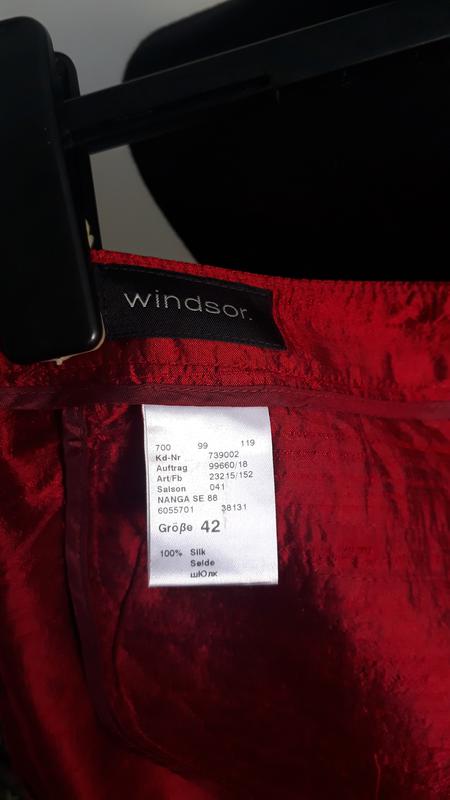 windsor.
700 99 119
Kd-Nr 739002
Auftrag 99660/18
Art/Fb 23215/152
Saison 041
NANGA SE 88
6055701 38131
Größe 42
100% Silk
Seide
шЮлк